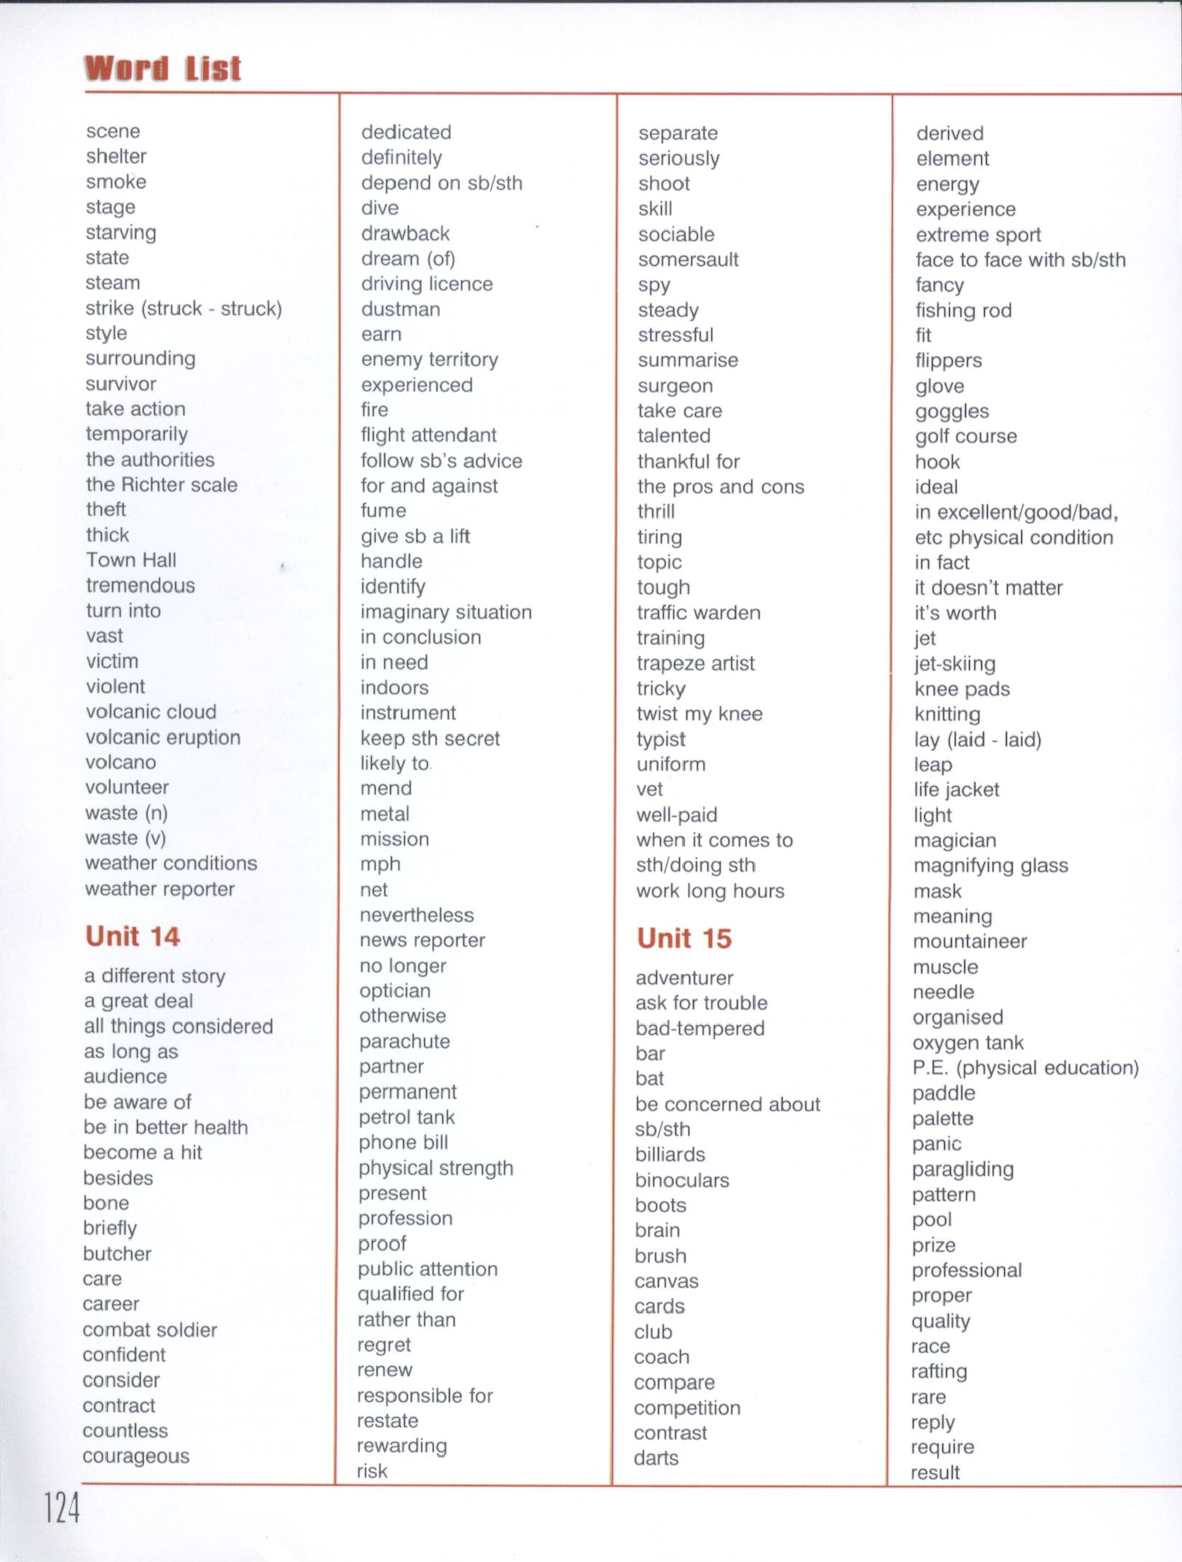 Word List
scene
shelter
smoke
stage
starving
state
steam
strike (struck - struck)
style
surrounding
survivor
take action
temporarily
the authorities
the Richter scale
theft
thick
Town Hall
tremendous
turn into
vast
victim
violent
volcanic cloud
volcanic eruption
volcano
volunteer
waste (n)
waste (v)
weather conditions
weather reporter
Unit 14
a different story
a great deal
all things considered
as long as
audience
be aware of
be in better health
become a hit
besides
bone
briefly
butcher
care
career
combat soldier
confident
consider
contract
countless
courageous
dedicated
definitely
depend on sb/sth
dive
drawback
dream (of)
driving licence
dustman
earn
enemy territory
experienced
fire
flight attendant
follow sb's advice
for and against
fume
give sb a lift
handle
identify
imaginary situation
in conclusion
in need
indoors
instrument
keep sth secret
likely to
mend
metal
mission
mph
net
nevertheless
news reporter
no longer
optician
otherwise
parachute
partner
permanent
petrol tank
phone bill
physical strength
present
profession
proof
public attention
qualified for
rather than
regret
renew
responsible for
restate
rewarding
risk
separate
seriously
shoot
skill
sociable
somersault
spy
steady
stressful
summarise
surgeon
take care
talented
thankful for
the pros and cons
thrill
tiring
topic
tough
traffic warden
training
trapeze artist
tricky
twist my knee
typist
uniform
vet
well-paid
when it comes to
sth/doing sth
work long hours
Unit 15
adventurer
ask for trouble
bad-tempered
bar
bat
be concerned about
sb/sth
billiards
binoculars
boots
brain
brush
canvas
cards
club
coach
compare
competition
contrast
darts
derived
element
energy
experience
extreme sport
face to face with sb/sth
fancy
fishing rod
fit
flippers
glove
goggles
golf course
hook
ideal
in excellent/good/bad,
etc physical condition
in fact
it doesn't matter
it's worth
jet
jet-skiing
knee pads
knitting
lay (laid - laid)
leap
life jacket
light
magician
magnifying glass
mask
meaning
mountaineer
muscle
needle
organised
oxygen tank
P.E. (physical education)
paddle
palette
panic
paragliding
pattern
pool
prize
professional
proper
quality
race
rafting
rare
reply
require
result
124